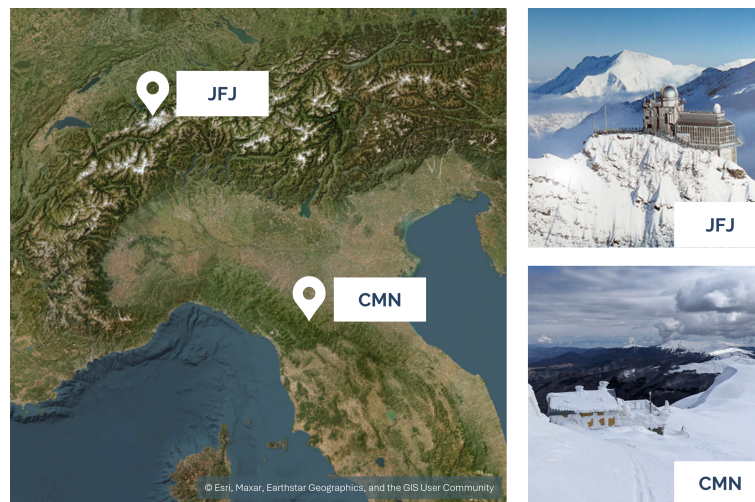 JFJ
CMN
© Esri, Maxar, Earthstar Geographics, and the GIS User Community
JFJ
CMN